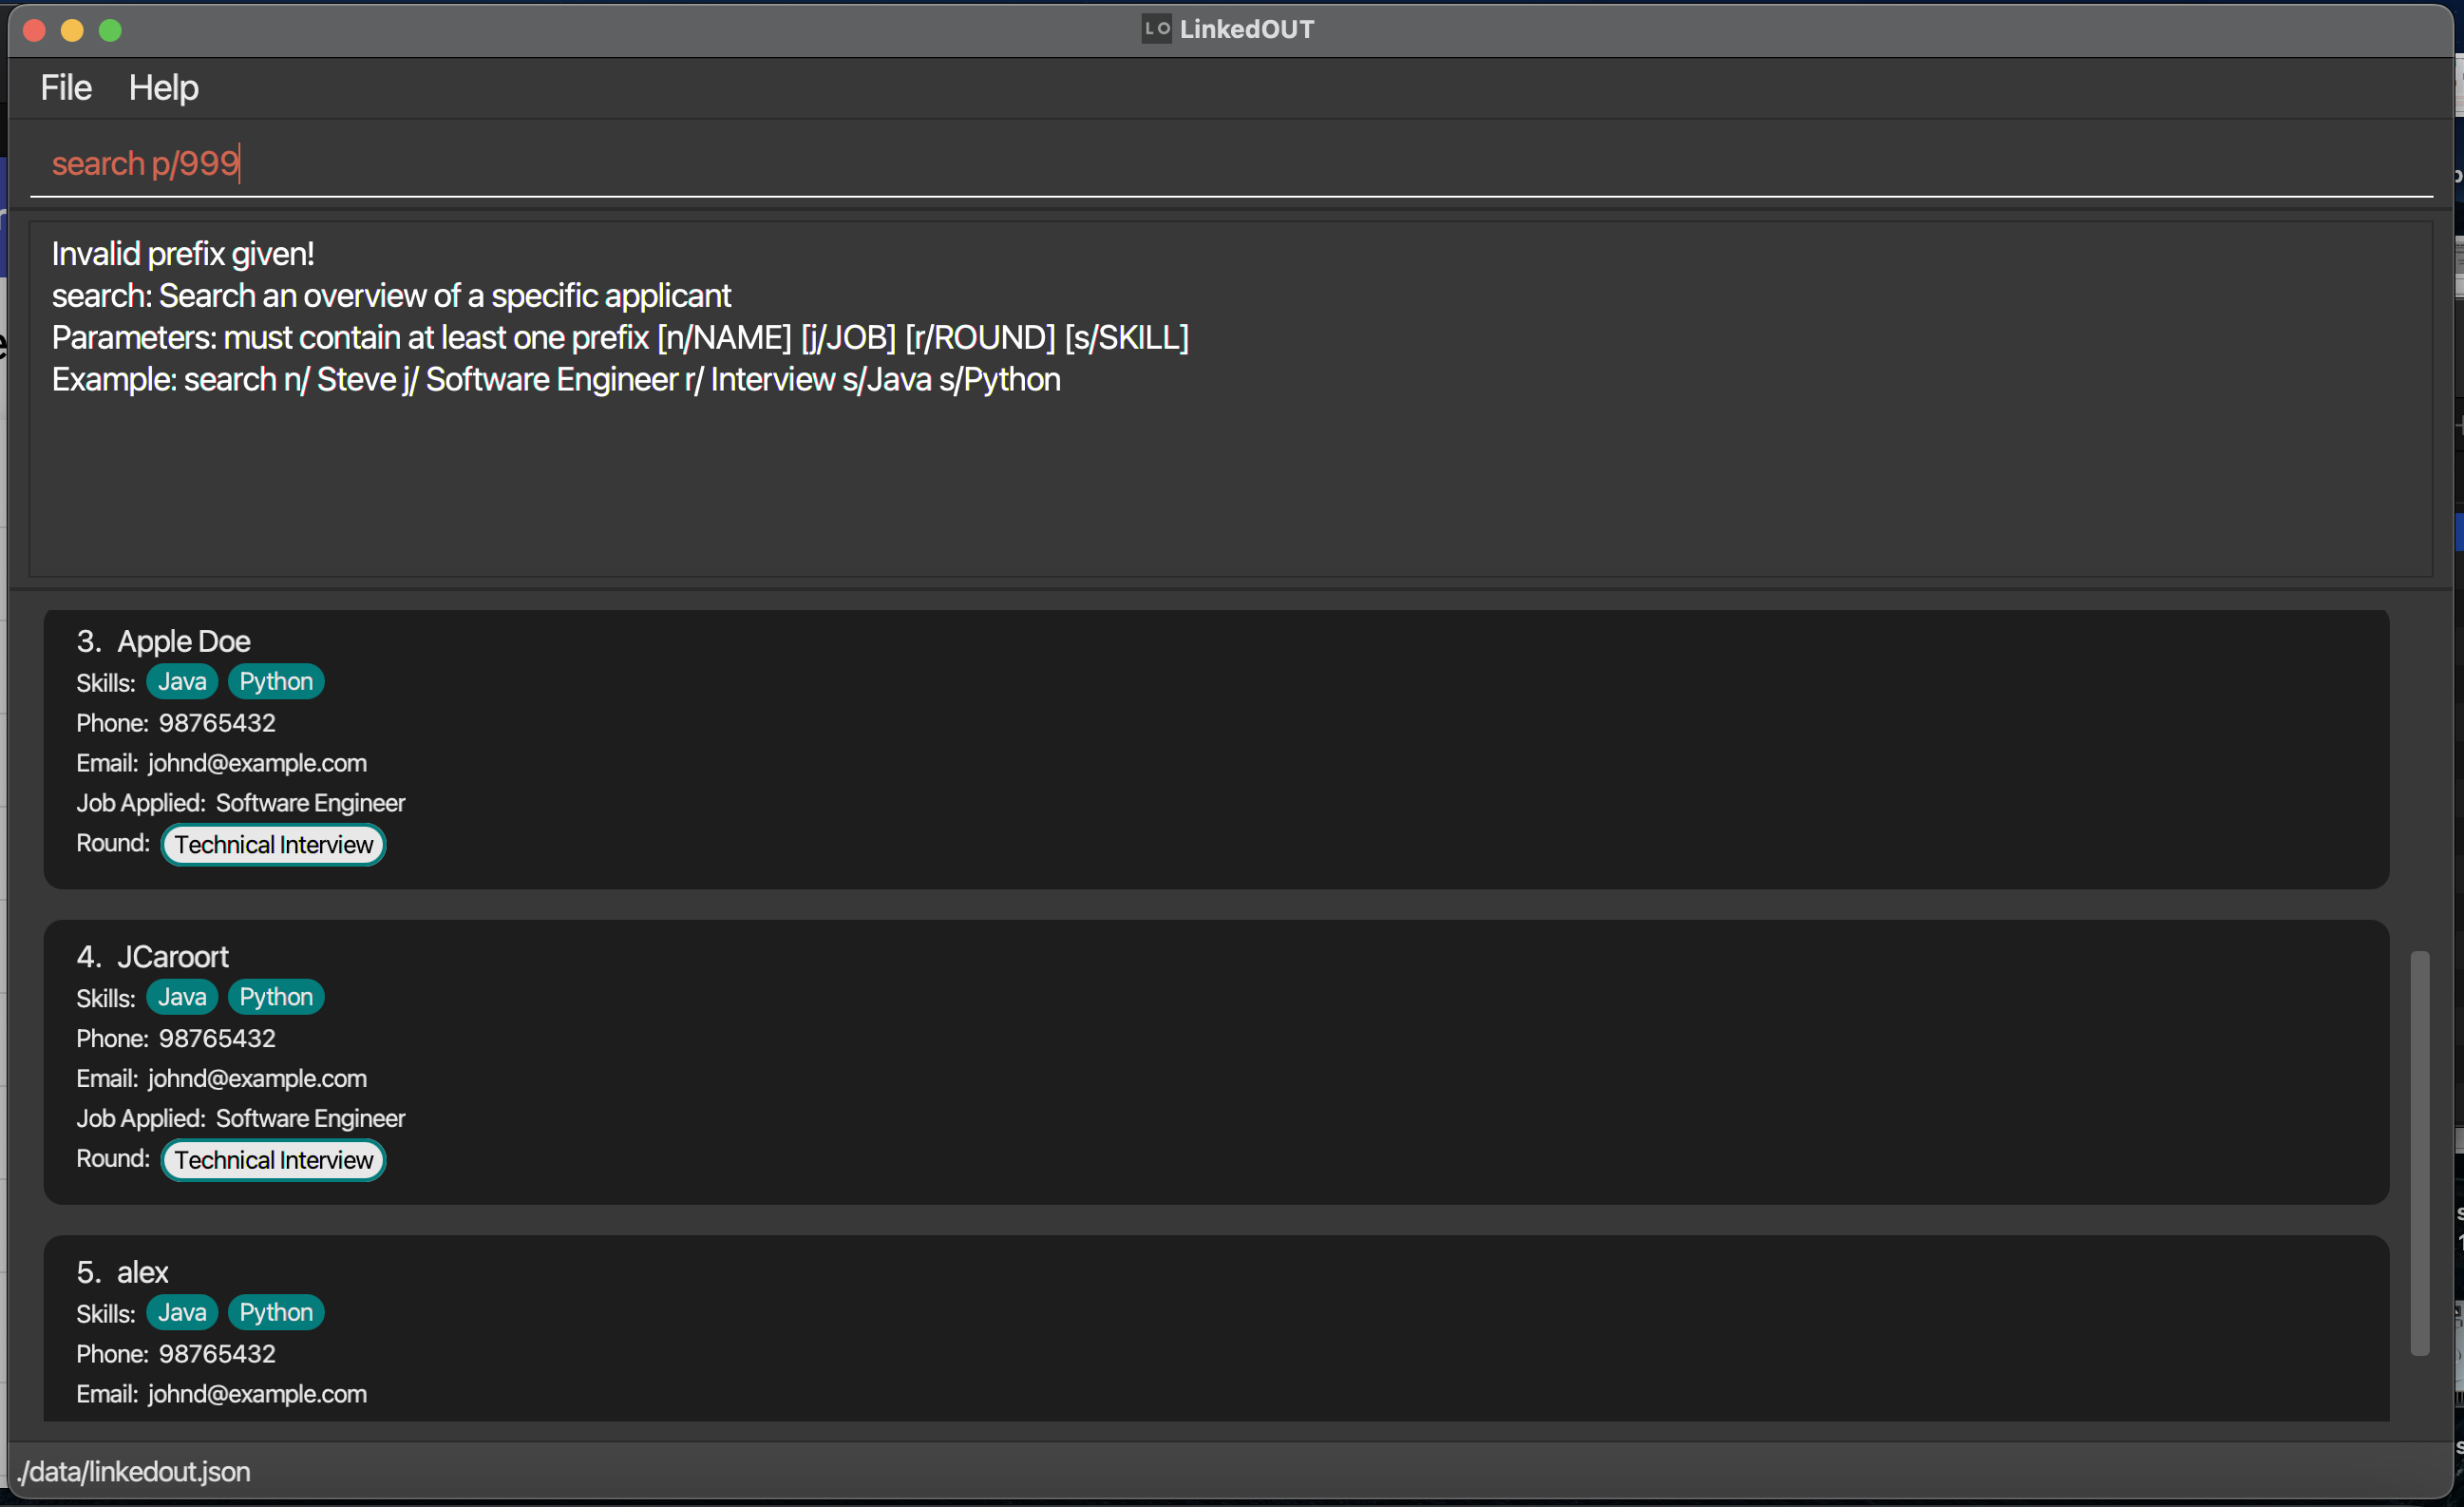 LO LinkedOUT
File Help
search p/999
Invalid prefix given!
search: Search an overview of a specific applicant
Parameters: must contain at least one prefix [n/NAME] [j/JOB] [r/ROUND] [s/SKILL]
Example: search n/ Steve j/ Software Engineer r/ Interview s/Java s/Python
3. Apple Doe
Skills: Java Python
Phone: 98765432
Email: johnd@example.com
Job Applied: Software Engineer
Round: Technical Interview
4. JCaroort
Skills: Java Python
Phone: 98765432
Email: johnd@example.com
Job Applied: Software Engineer
Round: Technical Interview
5. alex
Skills: Java Python
Phone: 98765432
Email: johnd@example.com
./data/linkedout.json